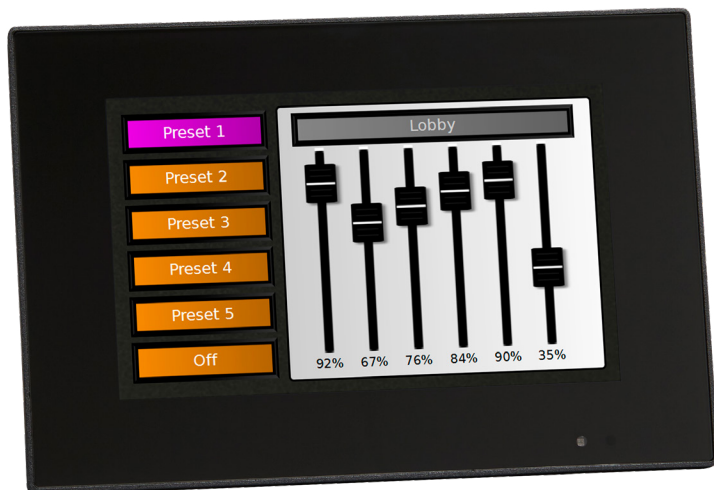 Preset 1
Preset 2
Preset 3
Preset 4
Preset 5
Off
Lobby
92% 67% 76% 84% 90% 35%